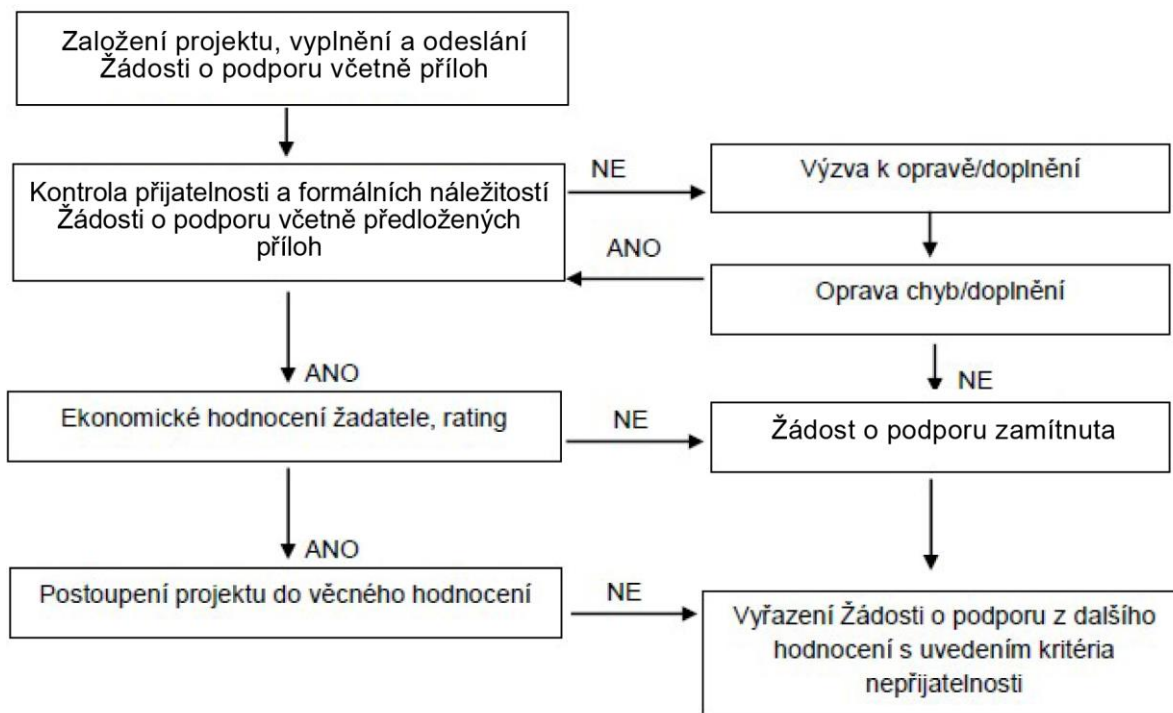 Založení projektu, vyplnění a odeslání
Žádosti o podporu včetně příloh
NE
Výzva k opravě/doplnění
Kontrola přijatelnosti a formálních náležitostí
Žádosti o podporu včetně předložených
příloh
ANO
Oprava chyb/doplnění
ANO
NE
Ekonomické hodnocení žadatele, rating
NE
Žádost o podporu zamítnuta
ANO
Postoupení projektu do věcného hodnocení
NE
Vyřazení Žádosti o podporu z dalšího
hodnocení s uvedením kritéria
nepřijatelnosti